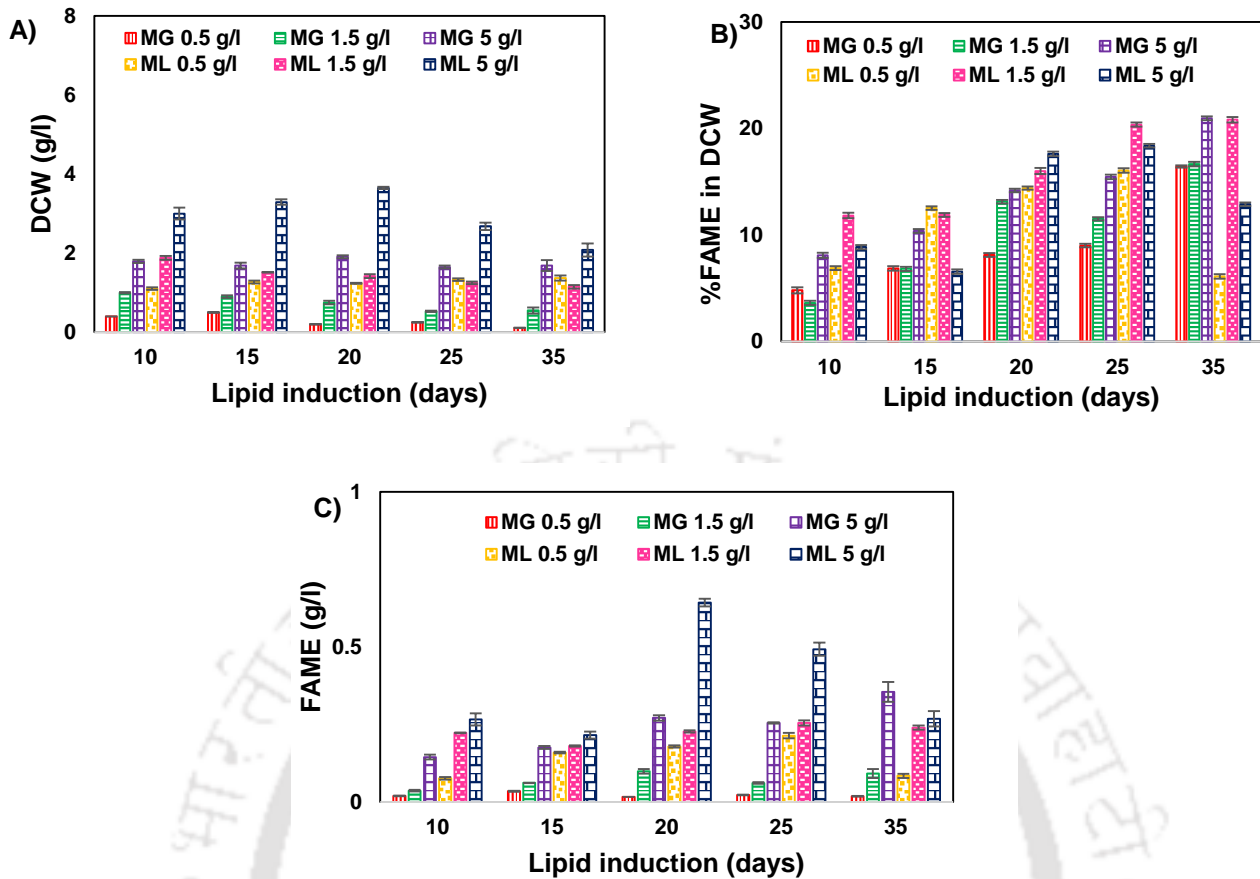 A)
8
6
4
2
0
DCW (g/l)
MG 0.5 g/l MG 1.5 g/l MG 5 g/l
ML 0.5 g/l ML 1.5 g/l ML 5 g/l
10 15 20 25 35
Lipid induction (days)
B)
30
20
10
0
%FAME in DCW
MG 0.5 g/l MG 1.5 g/l MG 5 g/l
ML 0.5 g/l ML 1.5 g/l ML 5 g/l
10 15 20 25 35
Lipid induction (days)
C)
1
0.5
0
FAME (g/l)
MG 0.5 g/l MG 1.5 g/l MG 5 g/l
ML 0.5 g/l ML 1.5 g/l ML 5 g/l
10 15 20 25 35
Lipid induction (days)